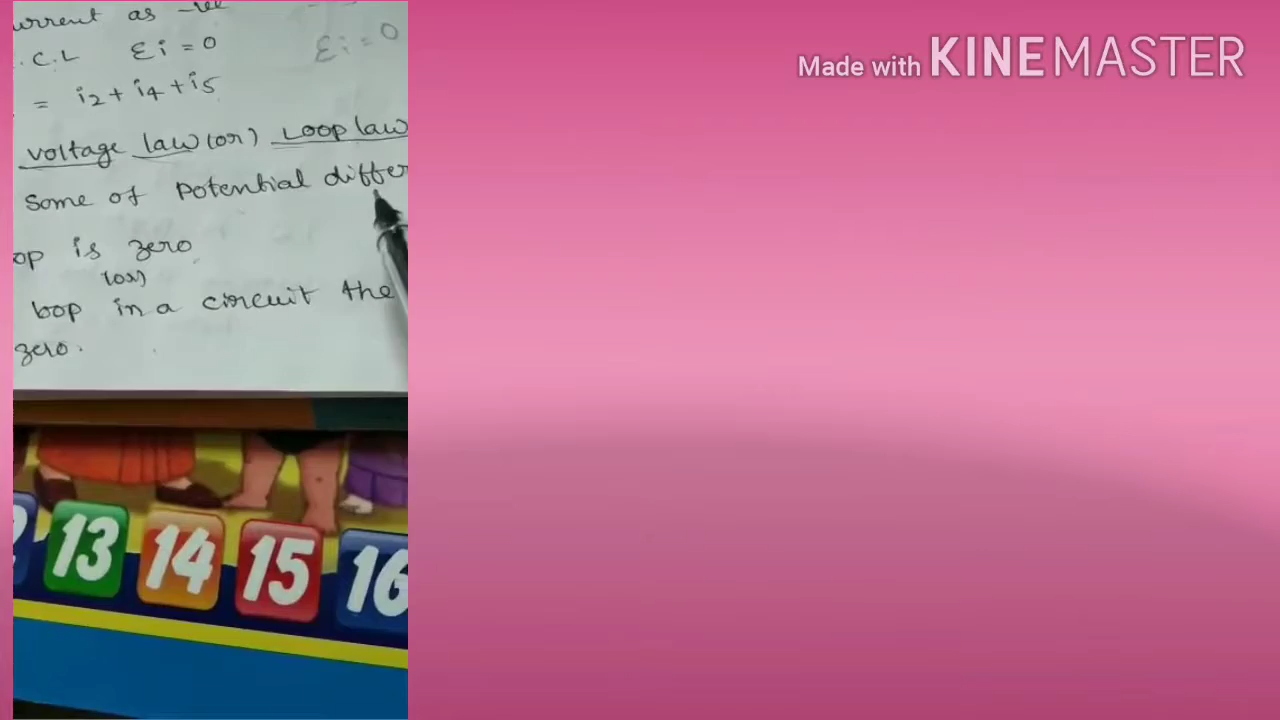 urrent as -ve
. C. L Σi = 0 Σi = 0
= i2 + i4 + i5
voltage law (or) Loop law
Some of Potential differ
op is zero
(or)
loop in a circuit the
zero.
13 14 15 16
Made with KINEMASTER